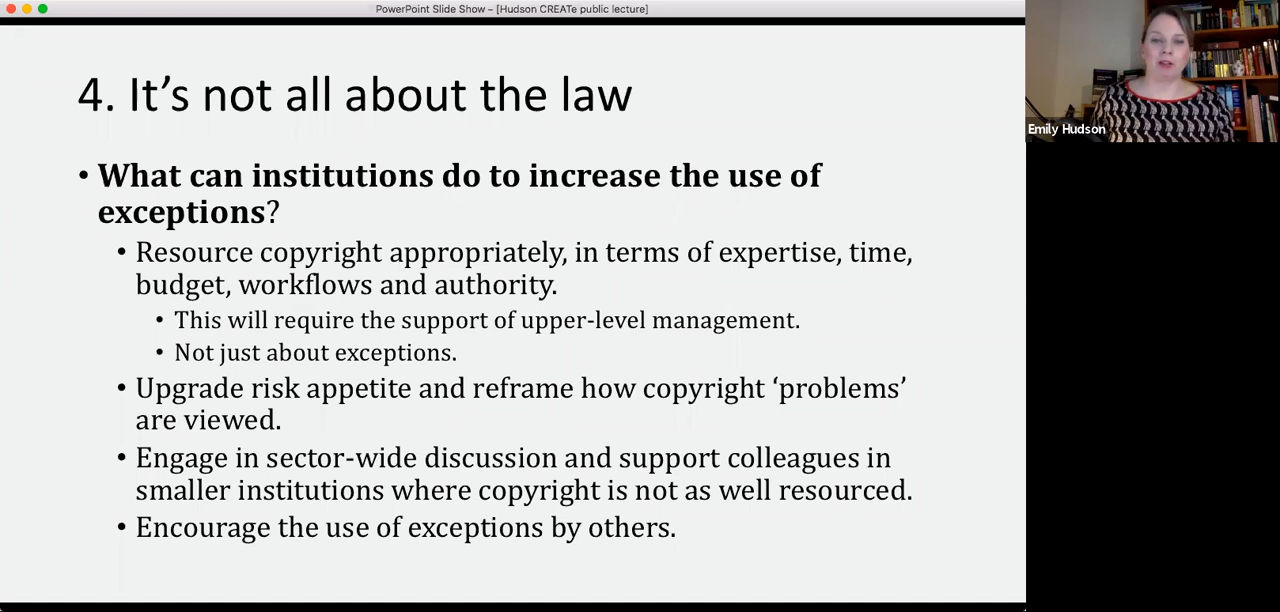 PowerPoint Slide Show – [Hudson CREATe public lecture]
4. It's not all about the law
• What can institutions do to increase the use of
exceptions?
• Resource copyright appropriately, in terms of expertise, time,
budget, workflows and authority.
• This will require the support of upper-level management.
• Not just about exceptions.
• Upgrade risk appetite and reframe how copyright ‘problems’
are viewed.
• Engage in sector-wide discussion and support colleagues in
smaller institutions where copyright is not as well resourced.
• Encourage the use of exceptions by others.
Emily Hudson